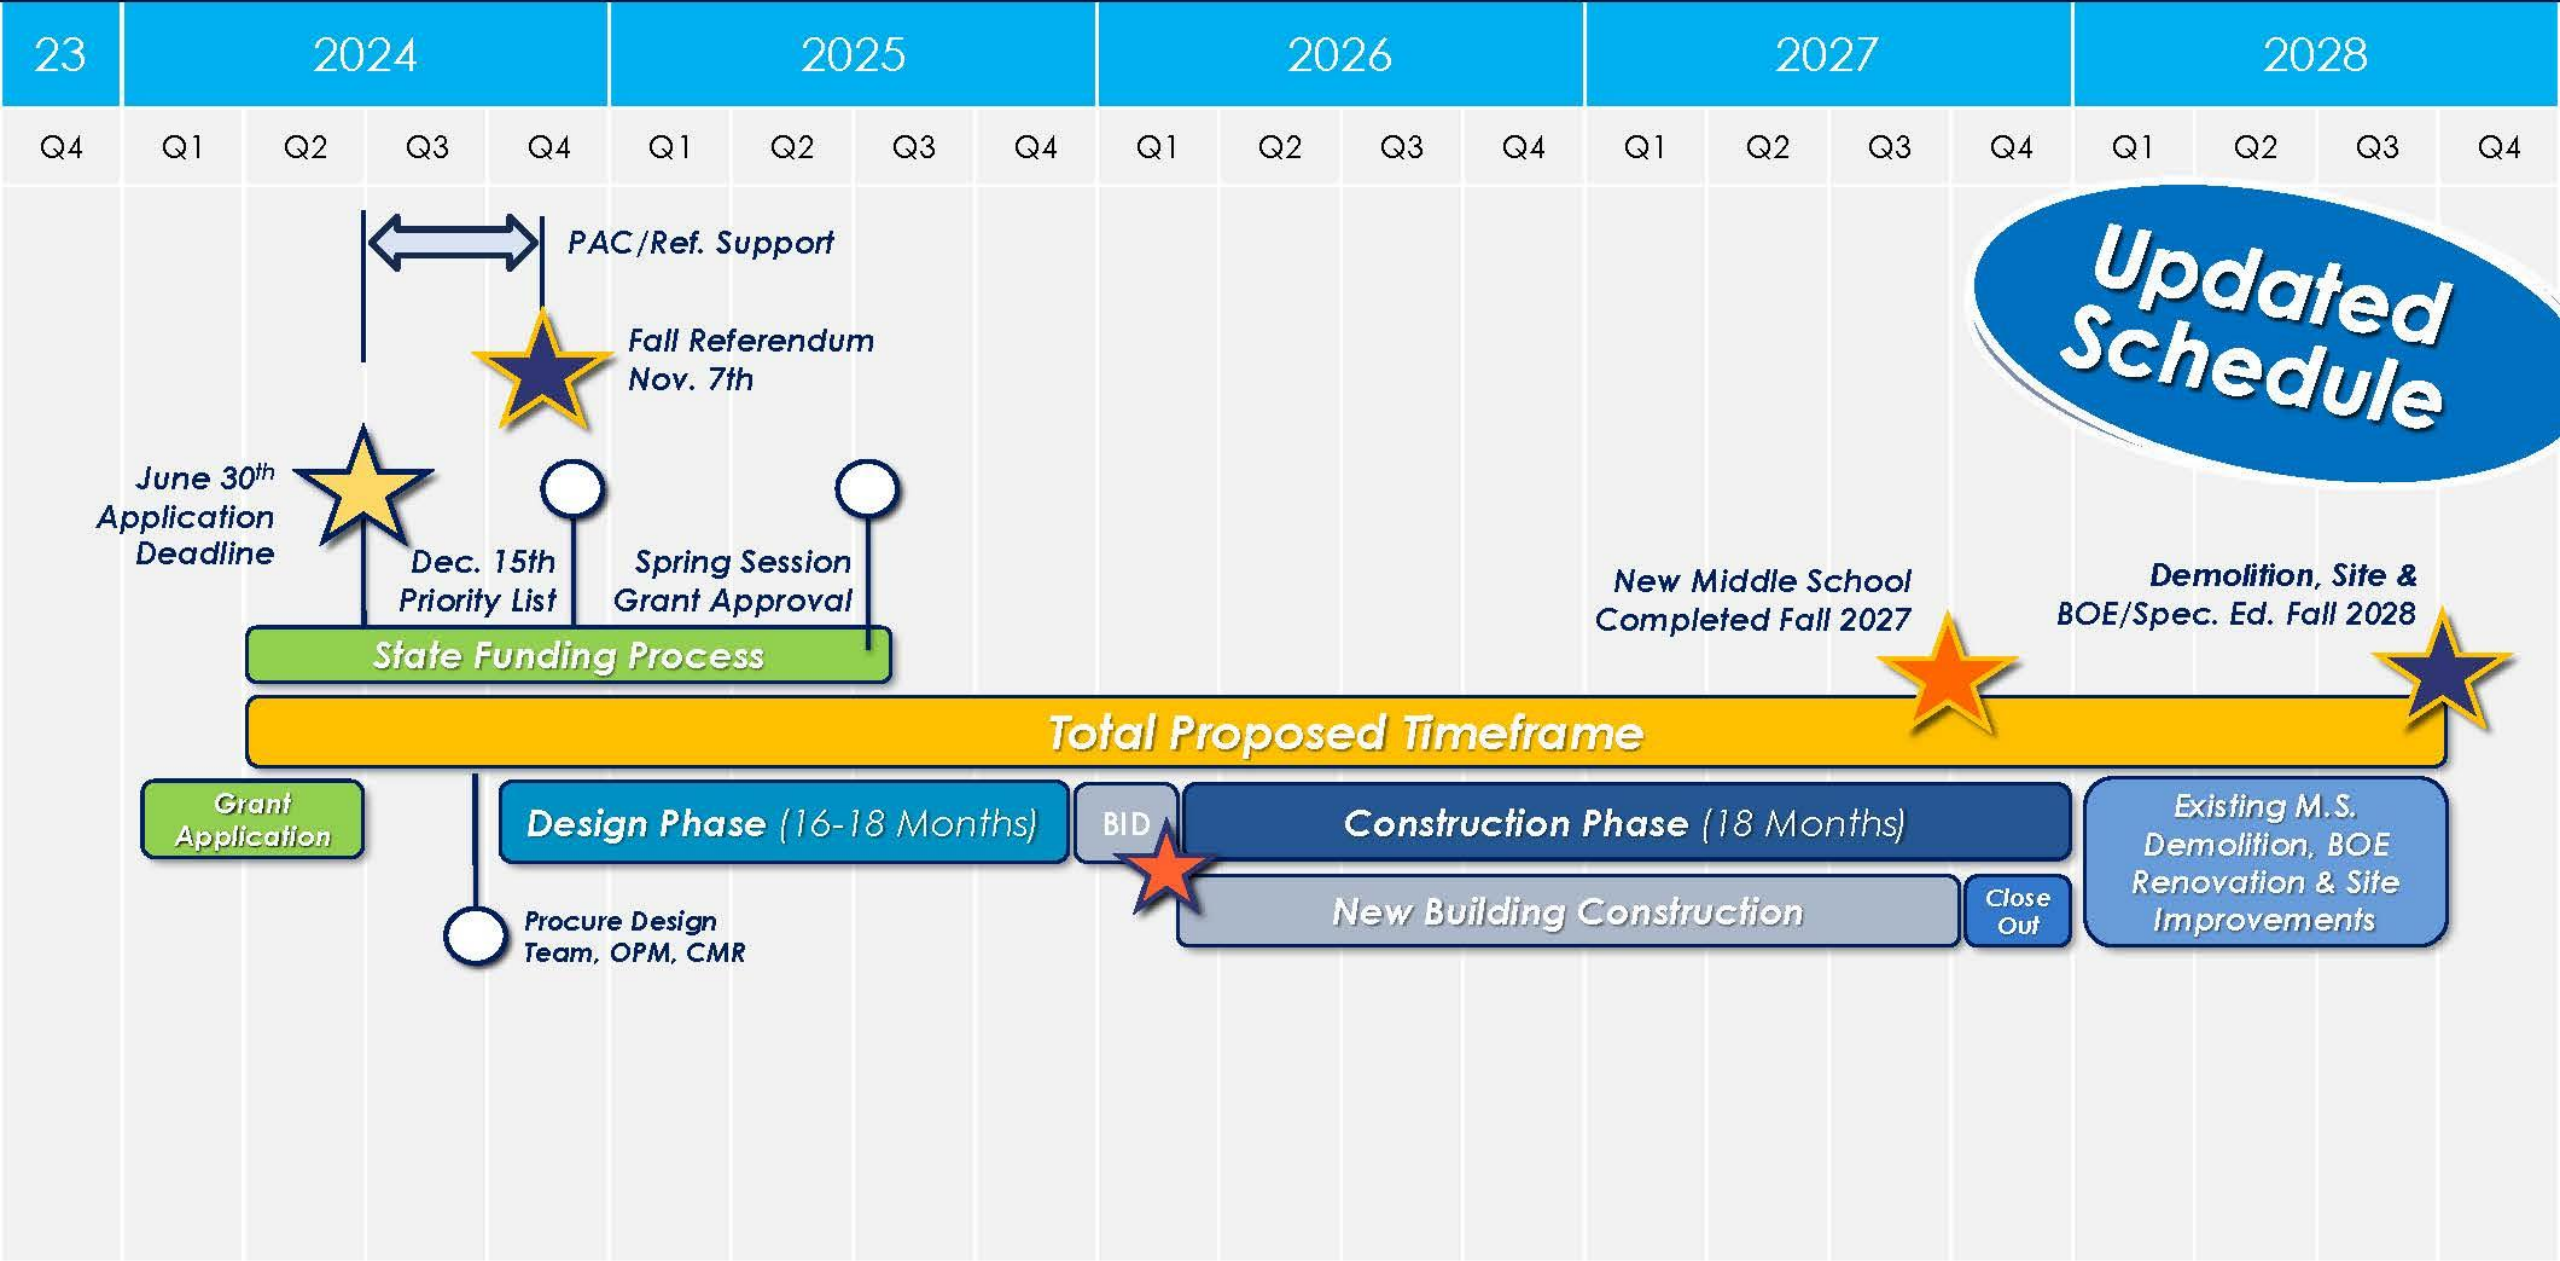 23 2024 2025 2026 2027 2028
Q4 Q1 Q2 Q3 Q4 Q1 Q2 Q3 Q4 Q1 Q2 Q3 Q4 Q1 Q2 Q3 Q4 Q1 Q2 Q3 Q4
Updated
Schedule
PAC/Ref. Support
Fall Referendum
Nov. 7th
June 30th
Application
Deadline
Dec. 15th
Priority List
Spring Session
Grant Approval
New Middle School
Completed Fall 2027
Demolition, Site &
BOE/Spec. Ed. Fall 2028
State Funding Process
Total Proposed Timeframe
Grant
Application
Design Phase (16-18 Months)
BID
Construction Phase (18 Months)
Existing M.S.
Demolition, BOE
Renovation & Site
Improvements
New Building Construction
Close
Out
Procure Design
Team, OPM, CMR